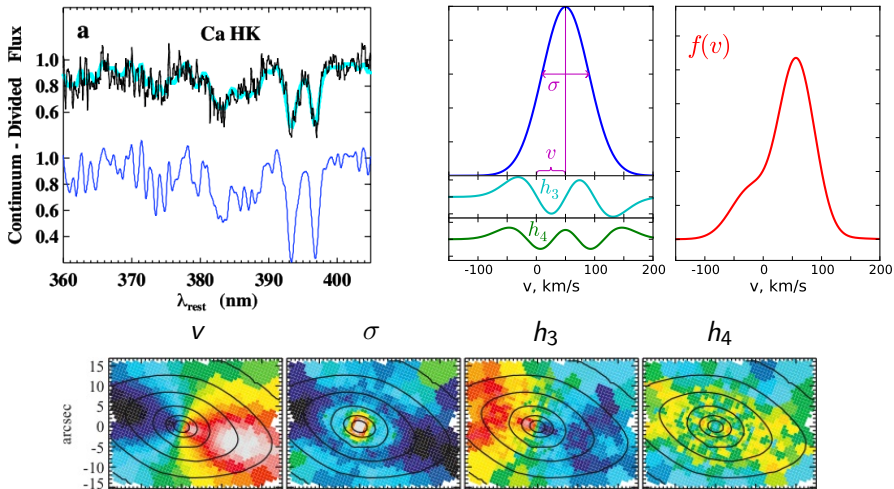 a
Ca HK
Continuum - Divided Flux
1.0
0.8
0.6
1.0
0.8
0.6
0.4
360
370
380
390
400
λrest (nm)
σ
v
h3
h4
-100
0
100
200
v, km/s
f(v)
-100
0
100
200
v, km/s
v
σ
h3
h4
arcsec
15
10
5
0
-5
-10
-15